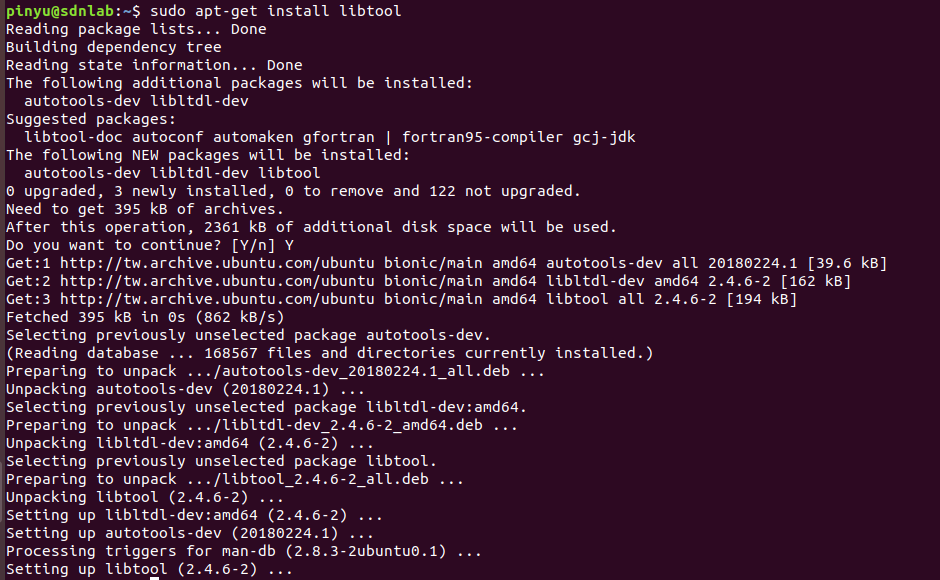 pinyu@sdnlab:~$ sudo apt-get install libtool
Reading package lists... Done
Building dependency tree
Reading state information... Done
The following additional packages will be installed:
  autotools-dev libltdl-dev
Suggested packages:
  libtool-doc autoconf automaken gfortran | fortran95-compiler gcj-jdk
The following NEW packages will be installed:
  autotools-dev libltdl-dev libtool
0 upgraded, 3 newly installed, 0 to remove and 122 not upgraded.
Need to get 395 kB of archives.
After this operation, 2361 kB of additional disk space will be used.
Do you want to continue? [Y/n] Y
Get:1 http://tw.archive.ubuntu.com/ubuntu bionic/main amd64 autotools-dev all 20180224.1 [39.6 kB]
Get:2 http://tw.archive.ubuntu.com/ubuntu bionic/main amd64 libltdl-dev amd64 2.4.6-2 [162 kB]
Get:3 http://tw.archive.ubuntu.com/ubuntu bionic/main amd64 libtool all 2.4.6-2 [194 kB]
Fetched 395 kB in 0s (862 kB/s)
Selecting previously unselected package autotools-dev.
(Reading database ... 168567 files and directories currently installed.)
Preparing to unpack .../autotools-dev_20180224.1_all.deb ...
Unpacking autotools-dev (20180224.1) ...
Selecting previously unselected package libltdl-dev:amd64.
Preparing to unpack .../libltdl-dev_2.4.6-2_amd64.deb ...
Unpacking libltdl-dev:amd64 (2.4.6-2) ...
Selecting previously unselected package libtool.
Preparing to unpack .../libtool_2.4.6-2_all.deb ...
Unpacking libtool (2.4.6-2) ...
Setting up libltdl-dev:amd64 (2.4.6-2) ...
Setting up autotools-dev (20180224.1) ...
Processing triggers for man-db (2.8.3-2ubuntu0.1) ...
Setting up libtool (2.4.6-2) ...